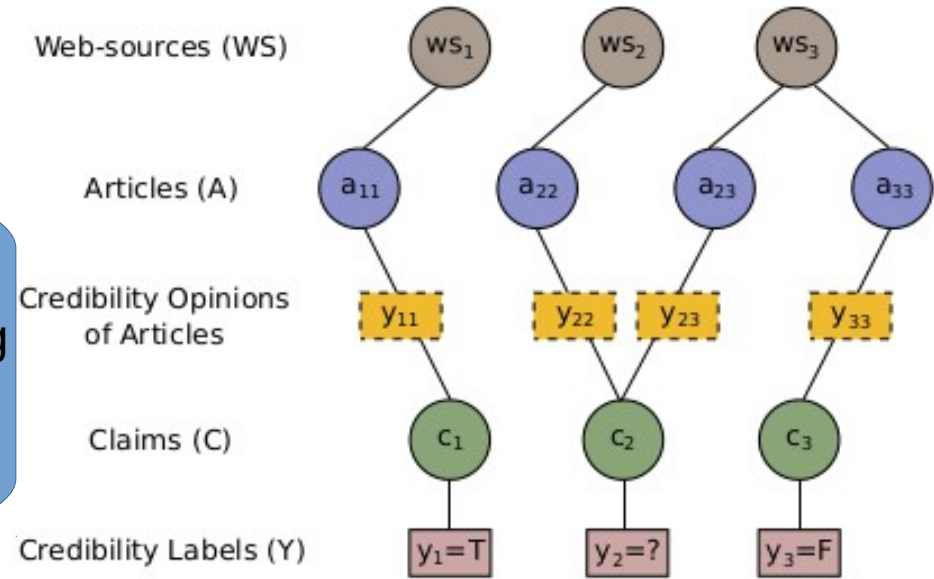 Web-sources (WS) ws₁ ws₂ ws₃
Articles (A) a₁₁ a₂₂ a₂₃ a₃₃
Credibility Opinions
of Articles
g
y₁₁ y₂₂ y₂₃ y₃₃
Claims (C) c₁ c₂ c₃
Credibility Labels (Y) y₁=T y₂=? y₃=F